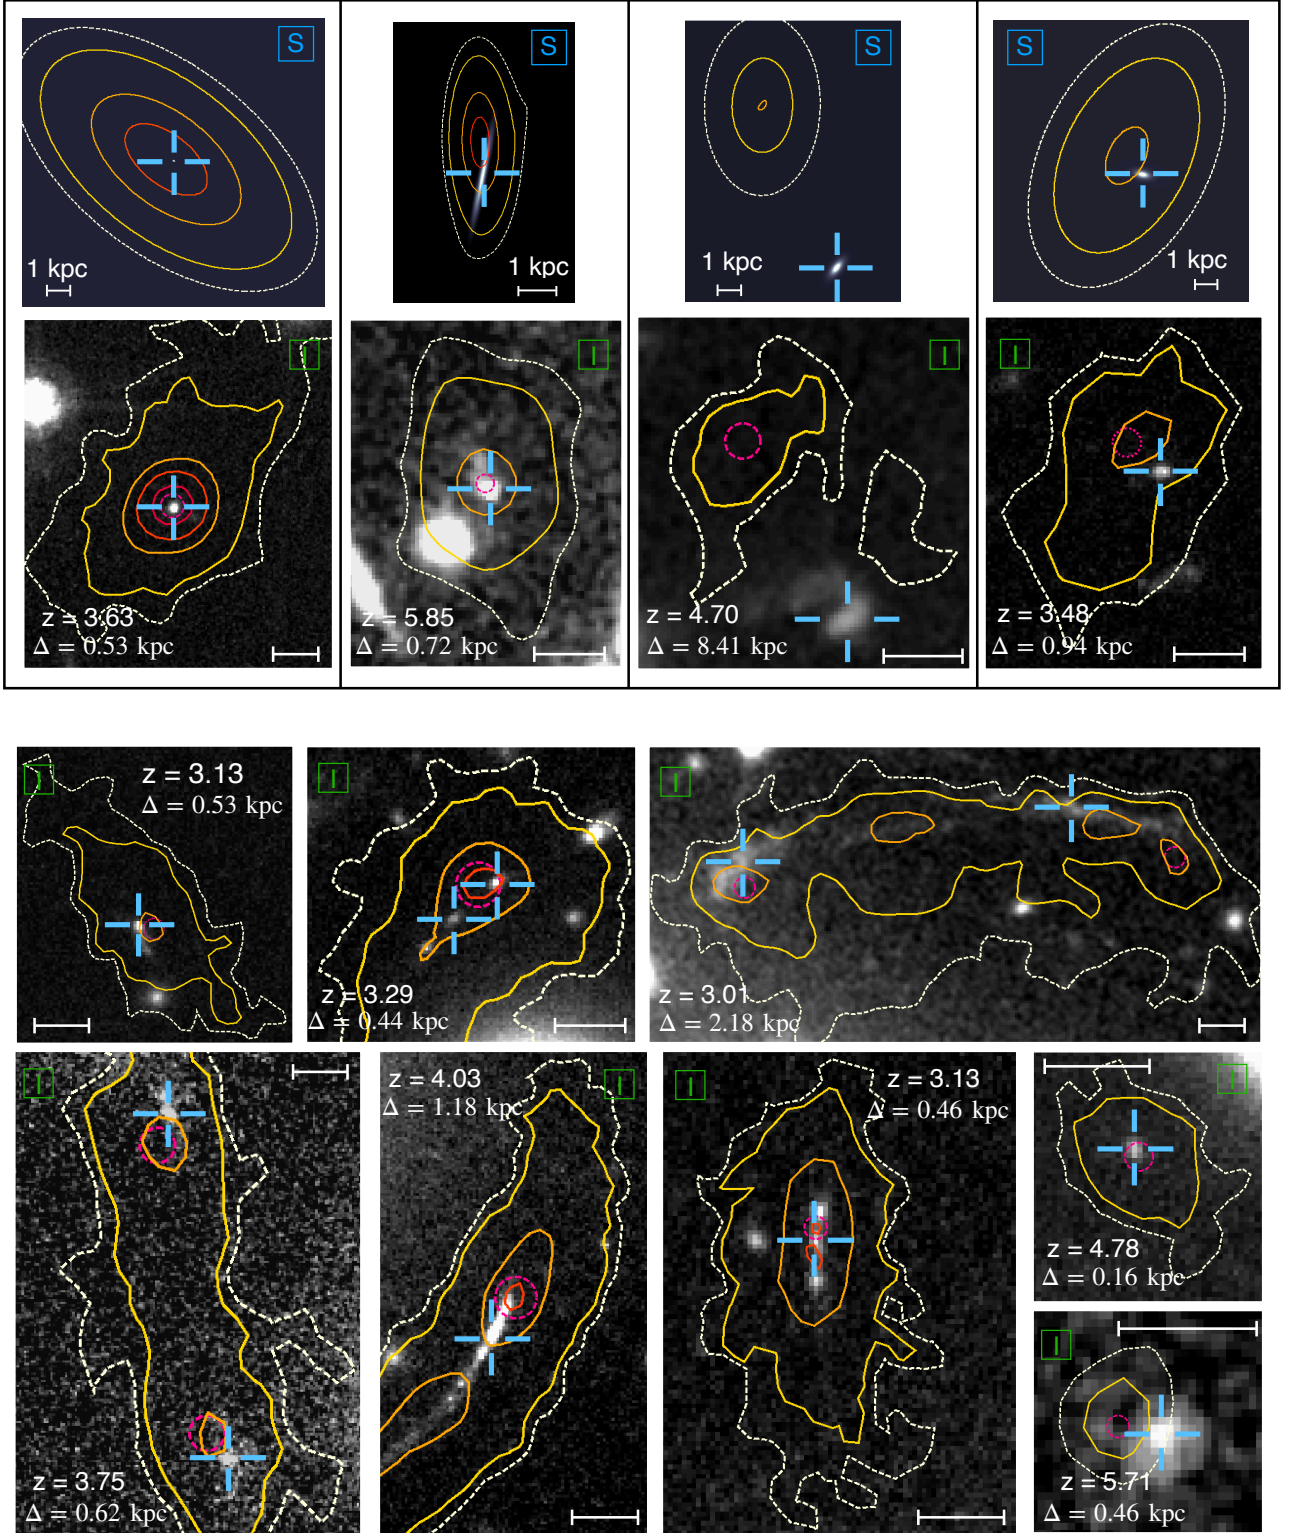 S
S
S
S
1 kpc
1 kpc
1 kpc
1 kpc
I
I
I
I
z = 3.63
Δ = 0.53 kpc
z = 5.85
Δ = 0.72 kpc
z = 4.70
Δ = 8.41 kpc
z = 3.48
Δ = 0.94 kpc
I
z = 3.13
Δ = 0.53 kpc
I
z = 3.29
Δ = 0.44 kpc
I
z = 3.01
Δ = 2.18 kpc
I
z = 3.75
Δ = 0.62 kpc
I
z = 4.03
Δ = 1.18 kpc
I
z = 3.13
Δ = 0.46 kpc
I
z = 4.78
Δ = 0.16 kpc
I
z = 5.71
Δ = 0.46 kpc